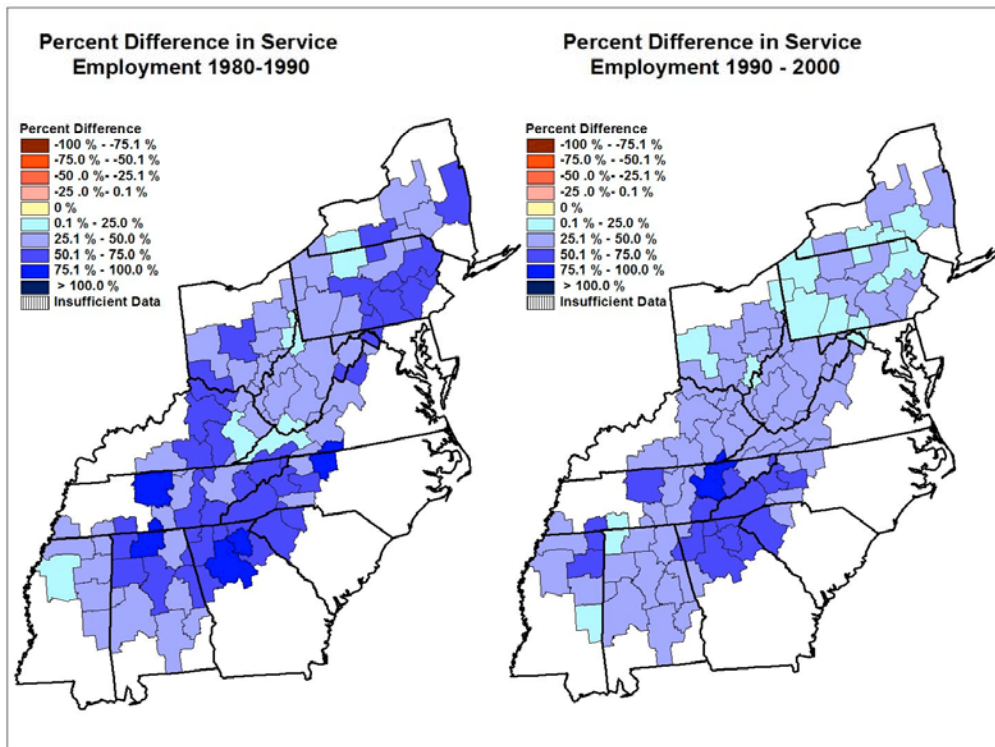 Percent Difference in Service
Employment 1980-1990
Percent Difference
-100 % - -75.1 %
-75.0 % - -50.1 %
-50 .0 %- -25.1 %
-25 .0 %- 0.1 %
0 %
0.1 % - 25.0 %
25.1 % - 50.0 %
50.1 % - 75.0 %
75.1 % - 100.0 %
> 100.0 %
Insufficient Data
Percent Difference in Service
Employment 1990 - 2000
Percent Difference
-100 % - -75.1 %
-75.0 % - -50.1 %
-50 .0 %- -25.1 %
-25 .0 %- 0.1 %
0 %
0.1 % - 25.0 %
25.1 % - 50.0 %
50.1 % - 75.0 %
75.1 % - 100.0 %
> 100.0 %
Insufficient Data